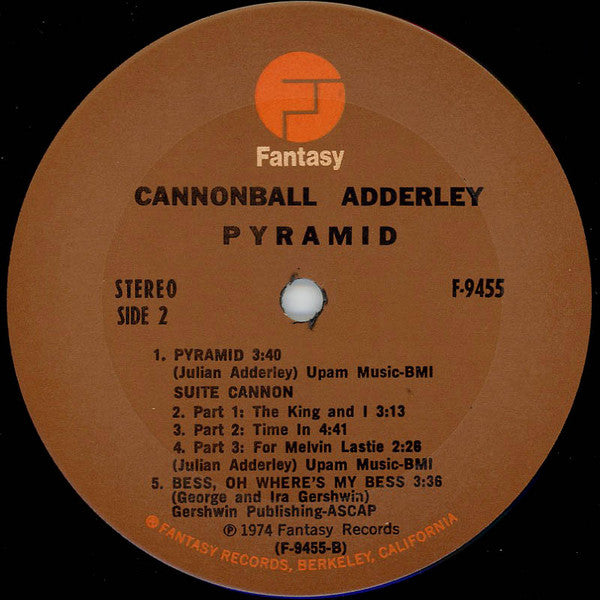 Fantasy
CANNONBALL ADDERLEY
PYRAMID
STEREO
SIDE 2
F-9455
1. PYRAMID 3:40
(Julian Adderley) Upam Music-BMI
SUITE CANNON
2. Part 1: The King and I 3:13
3. Part 2: Time In 4:41
4. Part 3: For Melvin Lastie 2:26
(Julian Adderley) Upam Music-BMI
5. BESS, OH WHERE'S MY BESS 3:36
(George and Ira Gershwin)
Gershwin Publishing-ASCAP
℗ 1974 Fantasy Records
(F-9455-B)
® FANTASY RECORDS, BERKELEY, CALIFORNIA